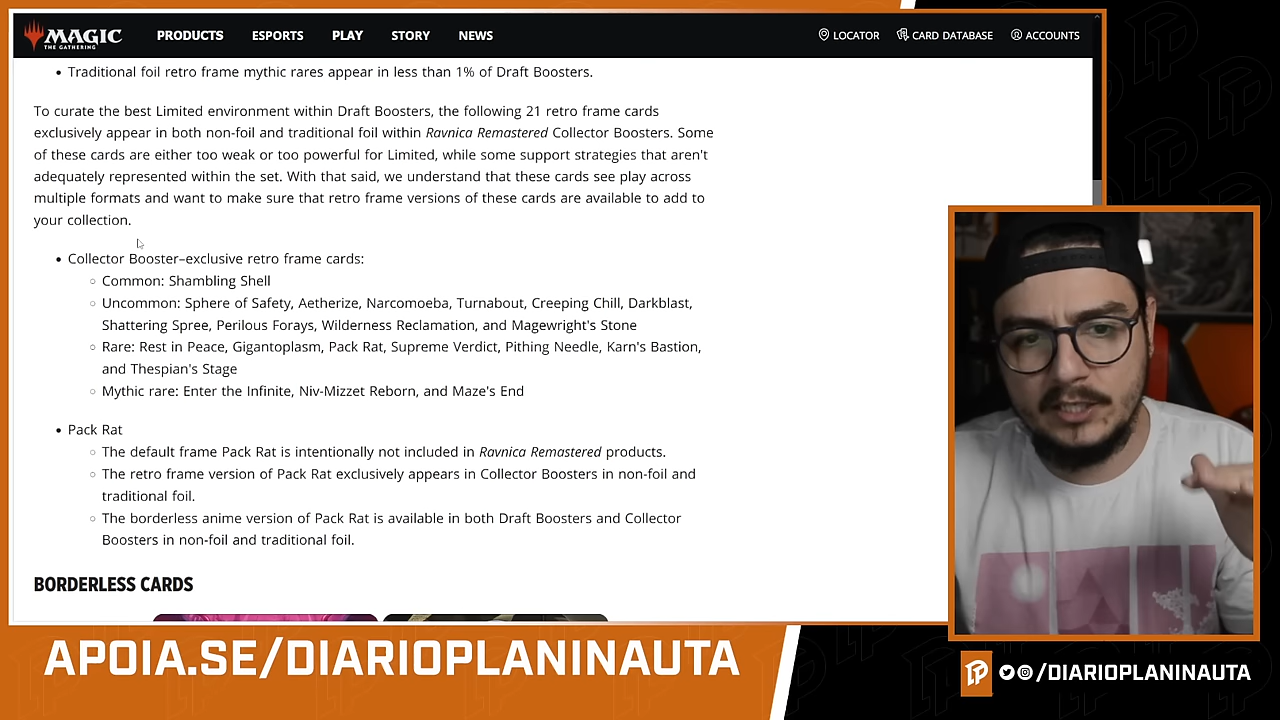 MAGIC
THE GATHERING
PRODUCTS ESPORTS PLAY STORY NEWS LOCATOR CARD DATABASE ACCOUNTS
• Traditional foil retro frame mythic rares appear in less than 1% of Draft Boosters.
To curate the best Limited environment within Draft Boosters, the following 21 retro frame cards
exclusively appear in both non-foil and traditional foil within Ravnica Remastered Collector Boosters. Some
of these cards are either too weak or too powerful for Limited, while some support strategies that aren't
adequately represented within the set. With that said, we understand that these cards see play across
multiple formats and want to make sure that retro frame versions of these cards are available to add to
your collection.
• Collector Booster–exclusive retro frame cards:
○ Common: Shambling Shell
○ Uncommon: Sphere of Safety, Aetherize, Narcomoeba, Turnabout, Creeping Chill, Darkblast,
Shattering Spree, Perilous Forays, Wilderness Reclamation, and Magewright's Stone
○ Rare: Rest in Peace, Gigantoplasm, Pack Rat, Supreme Verdict, Pithing Needle, Karn's Bastion,
and Thespian's Stage
○ Mythic rare: Enter the Infinite, Niv-Mizzet Reborn, and Maze's End
• Pack Rat
○ The default frame Pack Rat is intentionally not included in Ravnica Remastered products.
○ The retro frame version of Pack Rat exclusively appears in Collector Boosters in non-foil and
traditional foil.
○ The borderless anime version of Pack Rat is available in both Draft Boosters and Collector
Boosters in non-foil and traditional foil.
BORDERLESS CARDS
APOIA.SE/DIARIOPLANINAUTA
/DIARIOPLANINAUTA